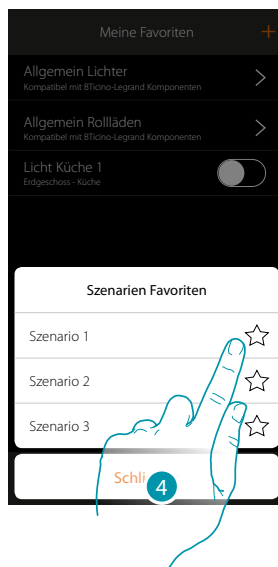 Meine Favoriten
Allgemein Lichter
Kompatibel mit BTicino-Legrand Komponenten
Allgemein Rollläden
Kompatibel mit BTicino-Legrand Komponenten
Licht Küche 1
Erdgeschoss - Küche
Szenarien Favoriten
Szenario 1
Szenario 2
Szenario 3
4